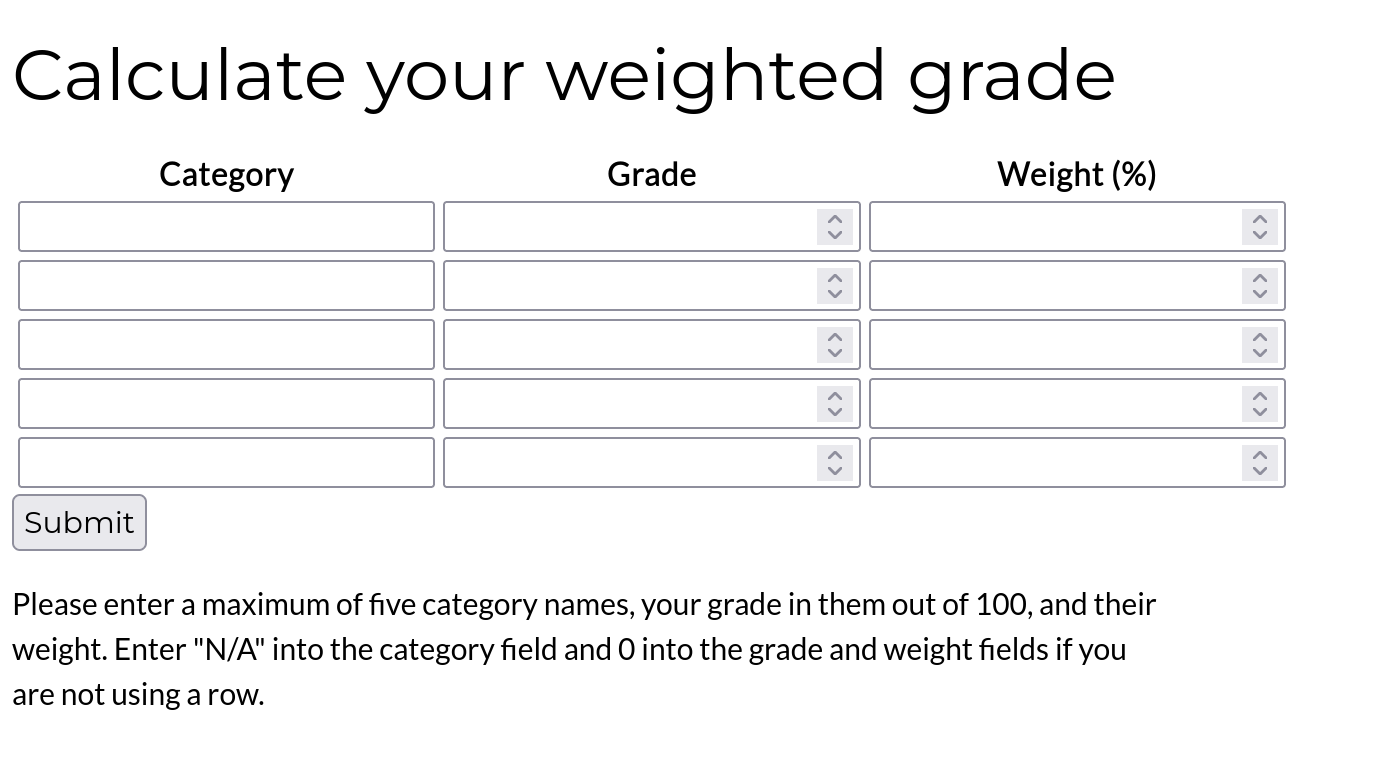 Calculate your weighted grade
Category Grade Weight (%)
Submit
Please enter a maximum of five category names, your grade in them out of 100, and their
weight. Enter "N/A" into the category field and 0 into the grade and weight fields if you
are not using a row.